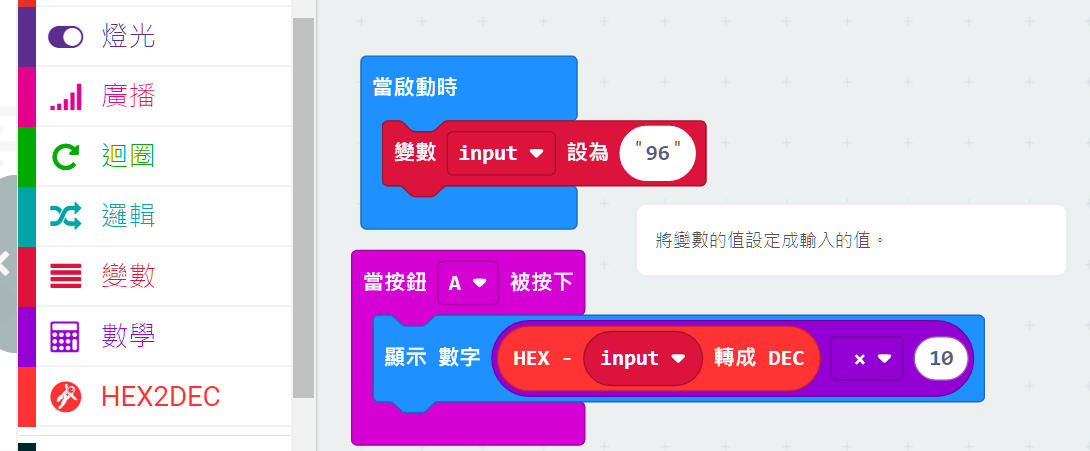 燈光
廣播
迴圈
邏輯
變數
數學
HEX2DEC
當啟動時
變數 input 設為 "96"
將變數的值設定成輸入的值。
當按鈕 A 被按下
顯示 數字 HEX - input 轉成 DEC × 10